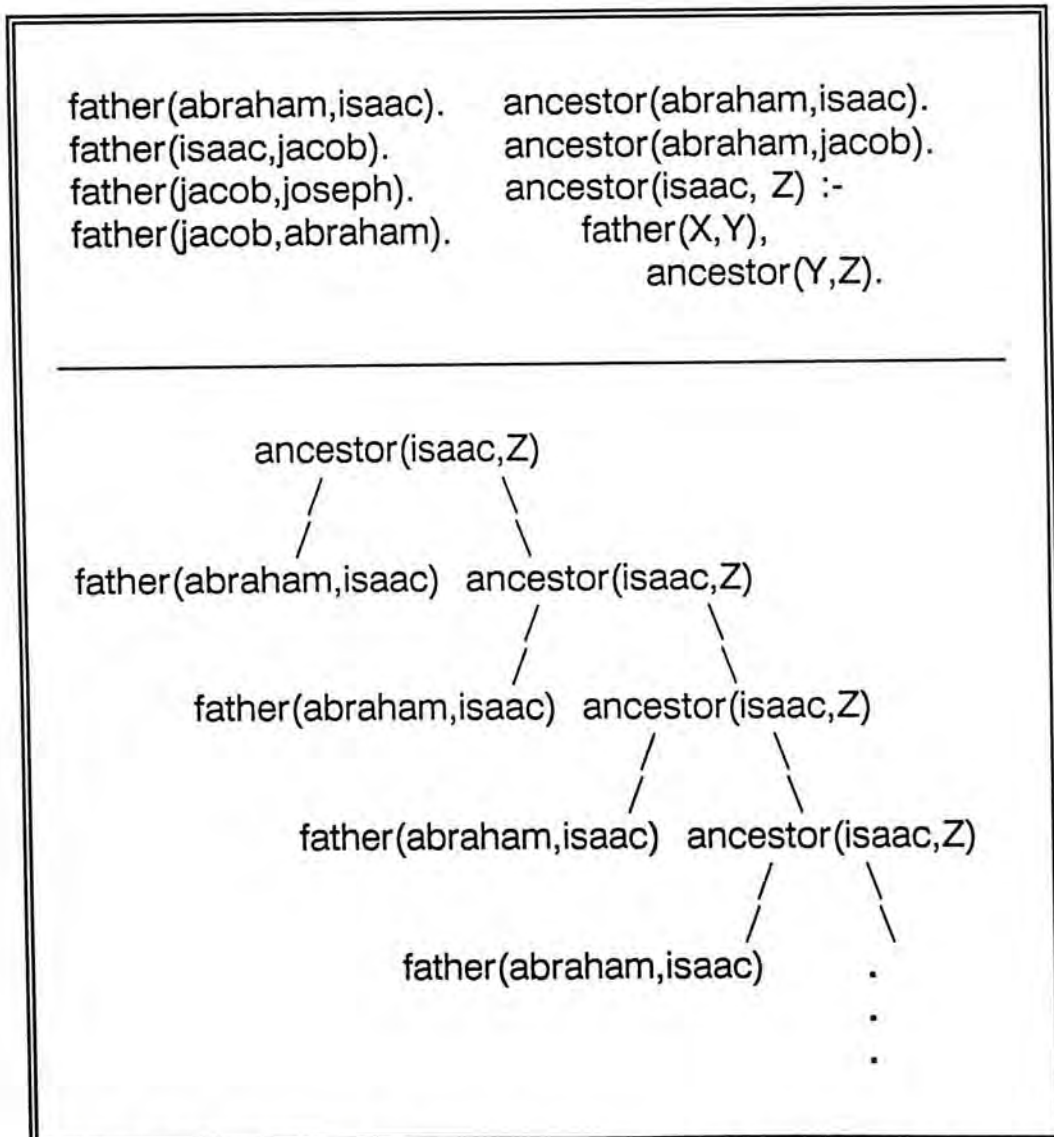 father(abraham,isaac). ancestor(abraham,isaac).
father(isaac,jacob). ancestor(abraham,jacob).
father(jacob,joseph). ancestor(isaac, Z) :-
father(jacob,abraham). father(X,Y),
ancestor(Y,Z).
ancestor(isaac,Z)
father(abraham,isaac) ancestor(isaac,Z)
father(abraham,isaac) ancestor(isaac,Z)
father(abraham,isaac) ancestor(isaac,Z)
father(abraham,isaac) .
.
.